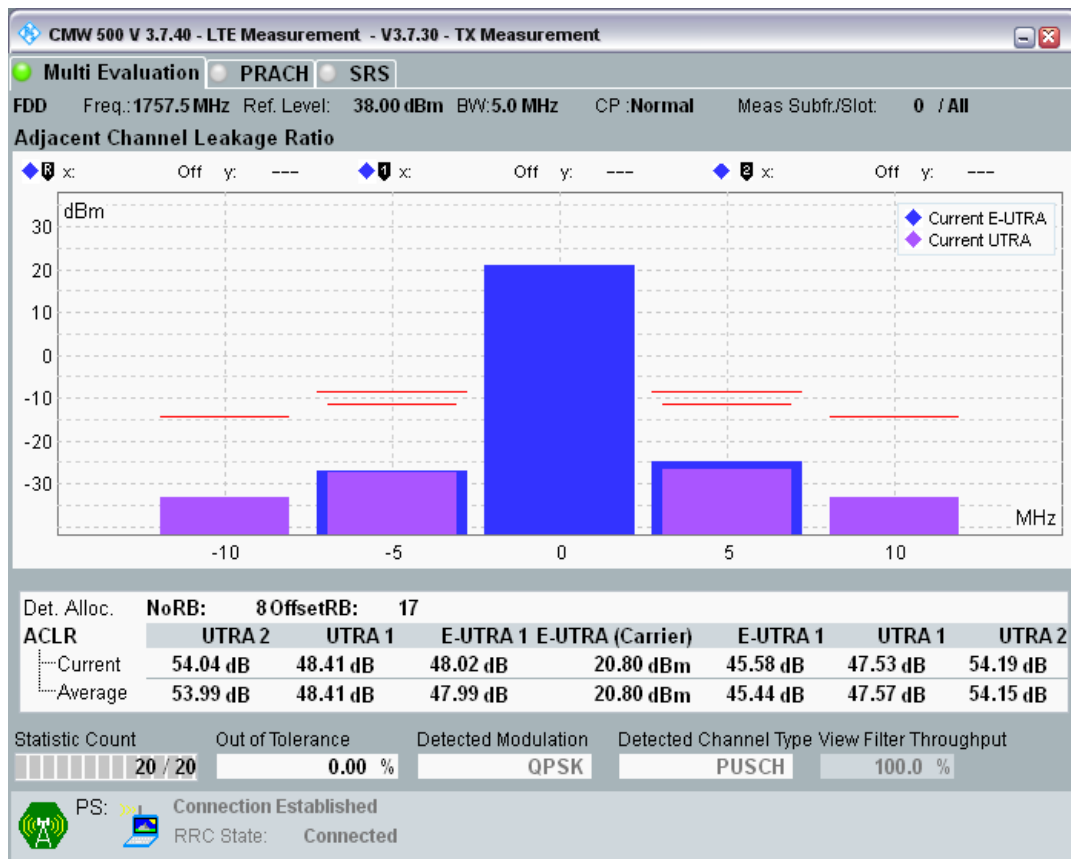 CMW 500 V 3.7.40 - LTE Measurement - V3.7.30 - TX Measurement
Multi Evaluation PRACH SRS
FDD Freq.:1757.5 MHz Ref. Level: 38.00 dBm BW:5.0 MHz CP :Normal Meas Subfr./Slot: 0 / All
Adjacent Channel Leakage Ratio
R x: Off y: --- 1 x: Off y: --- 2 x: Off y: ---
dBm
Current E-UTRA
Current UTRA
30
20
10
0
-10
-20
-30
MHz
-10 -5 0 5 10
Det. Alloc. NoRB: 8 OffsetRB: 17
ACLR UTRA 2 UTRA 1 E-UTRA 1 E-UTRA (Carrier) E-UTRA 1 UTRA 1 UTRA 2
Current 54.04 dB 48.41 dB 48.02 dB 20.80 dBm 45.58 dB 47.53 dB 54.19 dB
Average 53.99 dB 48.41 dB 47.99 dB 20.80 dBm 45.44 dB 47.57 dB 54.15 dB
Statistic Count Out of Tolerance Detected Modulation Detected Channel Type View Filter Throughput
20 / 20 0.00 % QPSK PUSCH 100.0 %
PS: Connection Established
RRC State: Connected